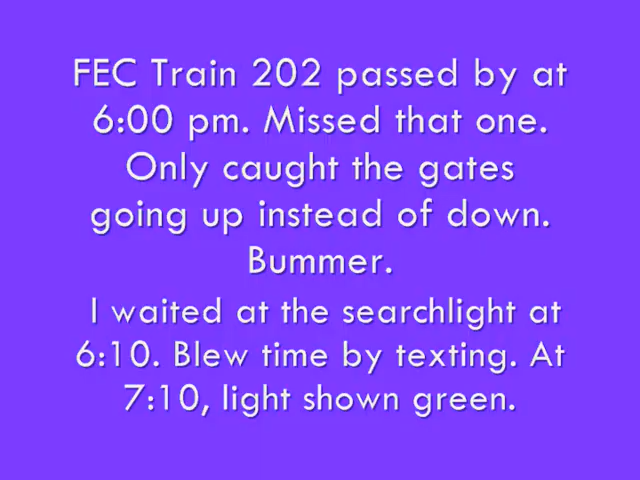 FEC Train 202 passed by at
6:00 pm. Missed that one.
Only caught the gates
going up instead of down.
Bummer.
I waited at the searchlight at
6:10. Blew time by texting. At
7:10, light shown green.